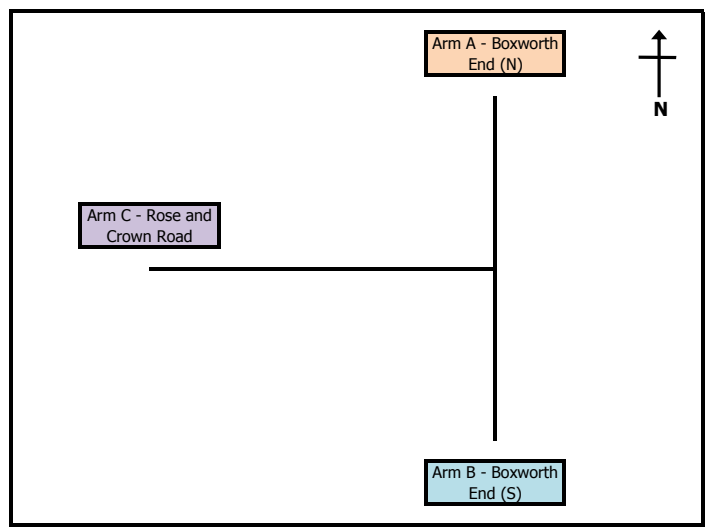 Arm A - Boxworth
End (N)
N
Arm C - Rose and
Crown Road
Arm B - Boxworth
End (S)